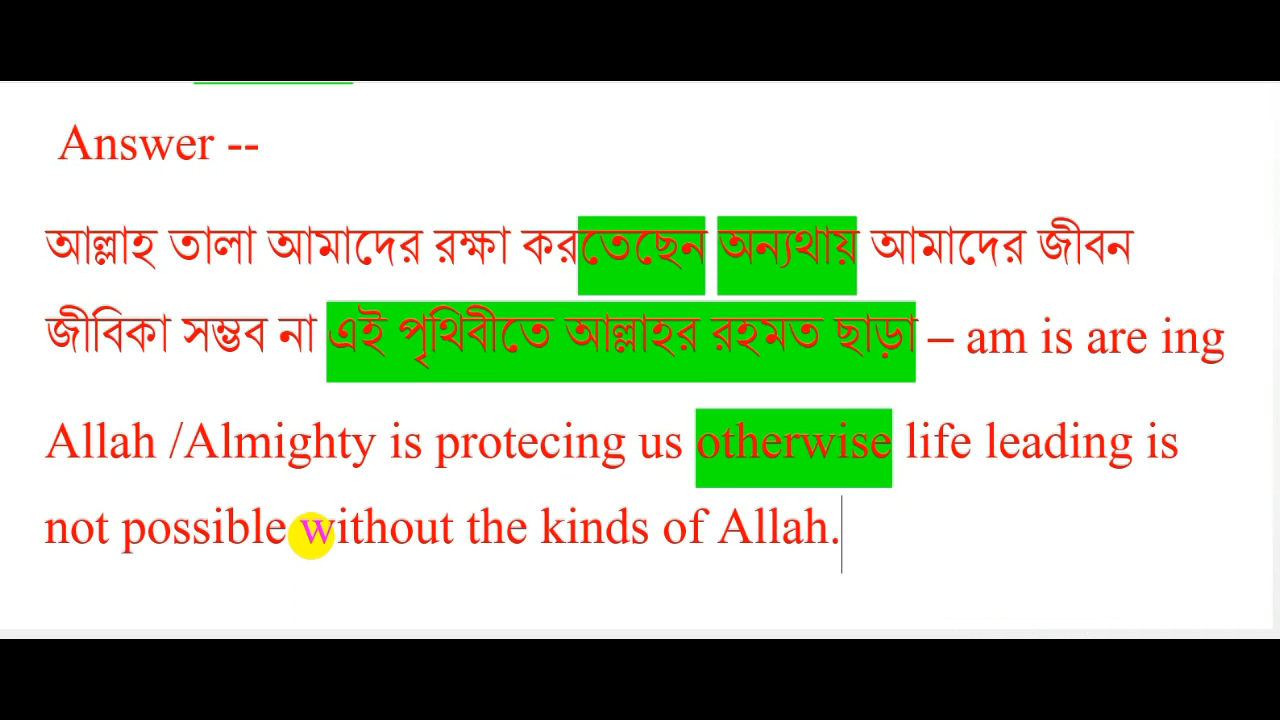 Answer --
আল্লাহ তালা আমাদের রক্ষা করতেছেন অন্যথায় আমাদের জীবন
জীবিকা সম্ভব না এই পৃথিবীতে আল্লাহর রহমত ছাড়া – am is are ing
Allah /Almighty is protecing us otherwise life leading is
not possible without the kinds of Allah.